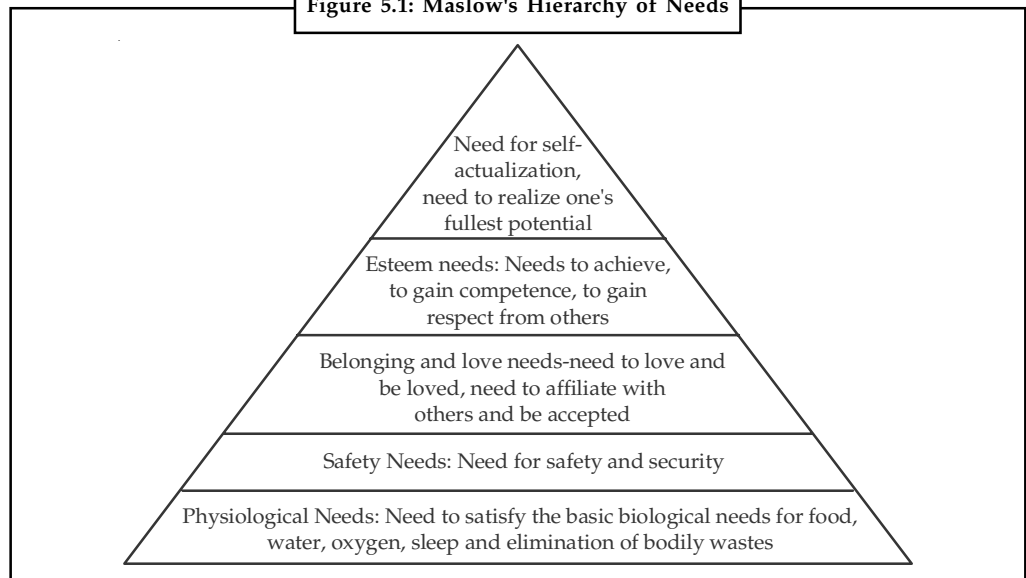 Figure 5.1: Maslow's Hierarchy of Needs
Need for self-
actualization,
need to realize one's
fullest potential
Esteem needs: Needs to achieve,
to gain competence, to gain
respect from others
Belonging and love needs-need to love and
be loved, need to affiliate with
others and be accepted
Safety Needs: Need for safety and security
Physiological Needs: Need to satisfy the basic biological needs for food,
water, oxygen, sleep and elimination of bodily wastes